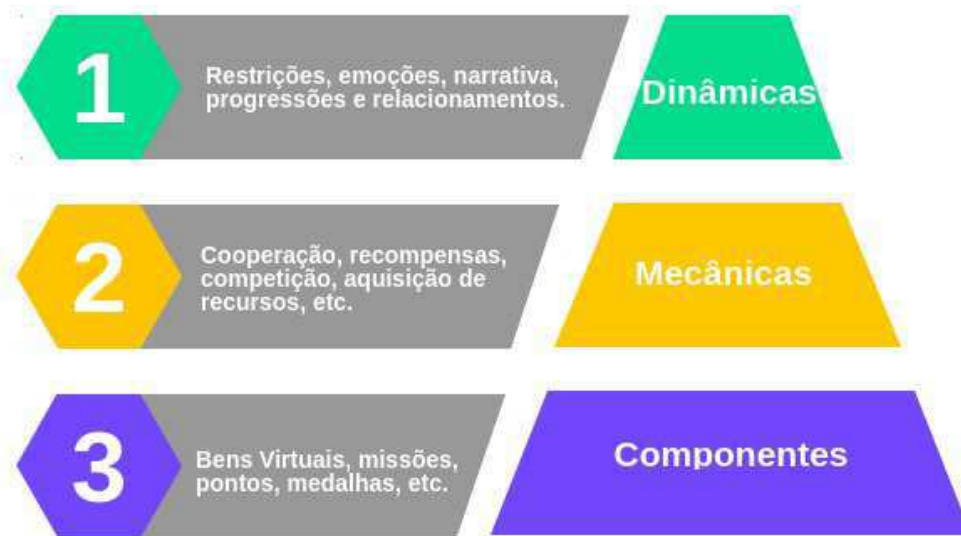 1
Restrições, emoções, narrativa,
progressões e relacionamentos.
Dinâmicas
2
Cooperação, recompensas,
competição, aquisição de
recursos, etc.
Mecânicas
3
Bens Virtuais, missões,
pontos, medalhas, etc.
Componentes